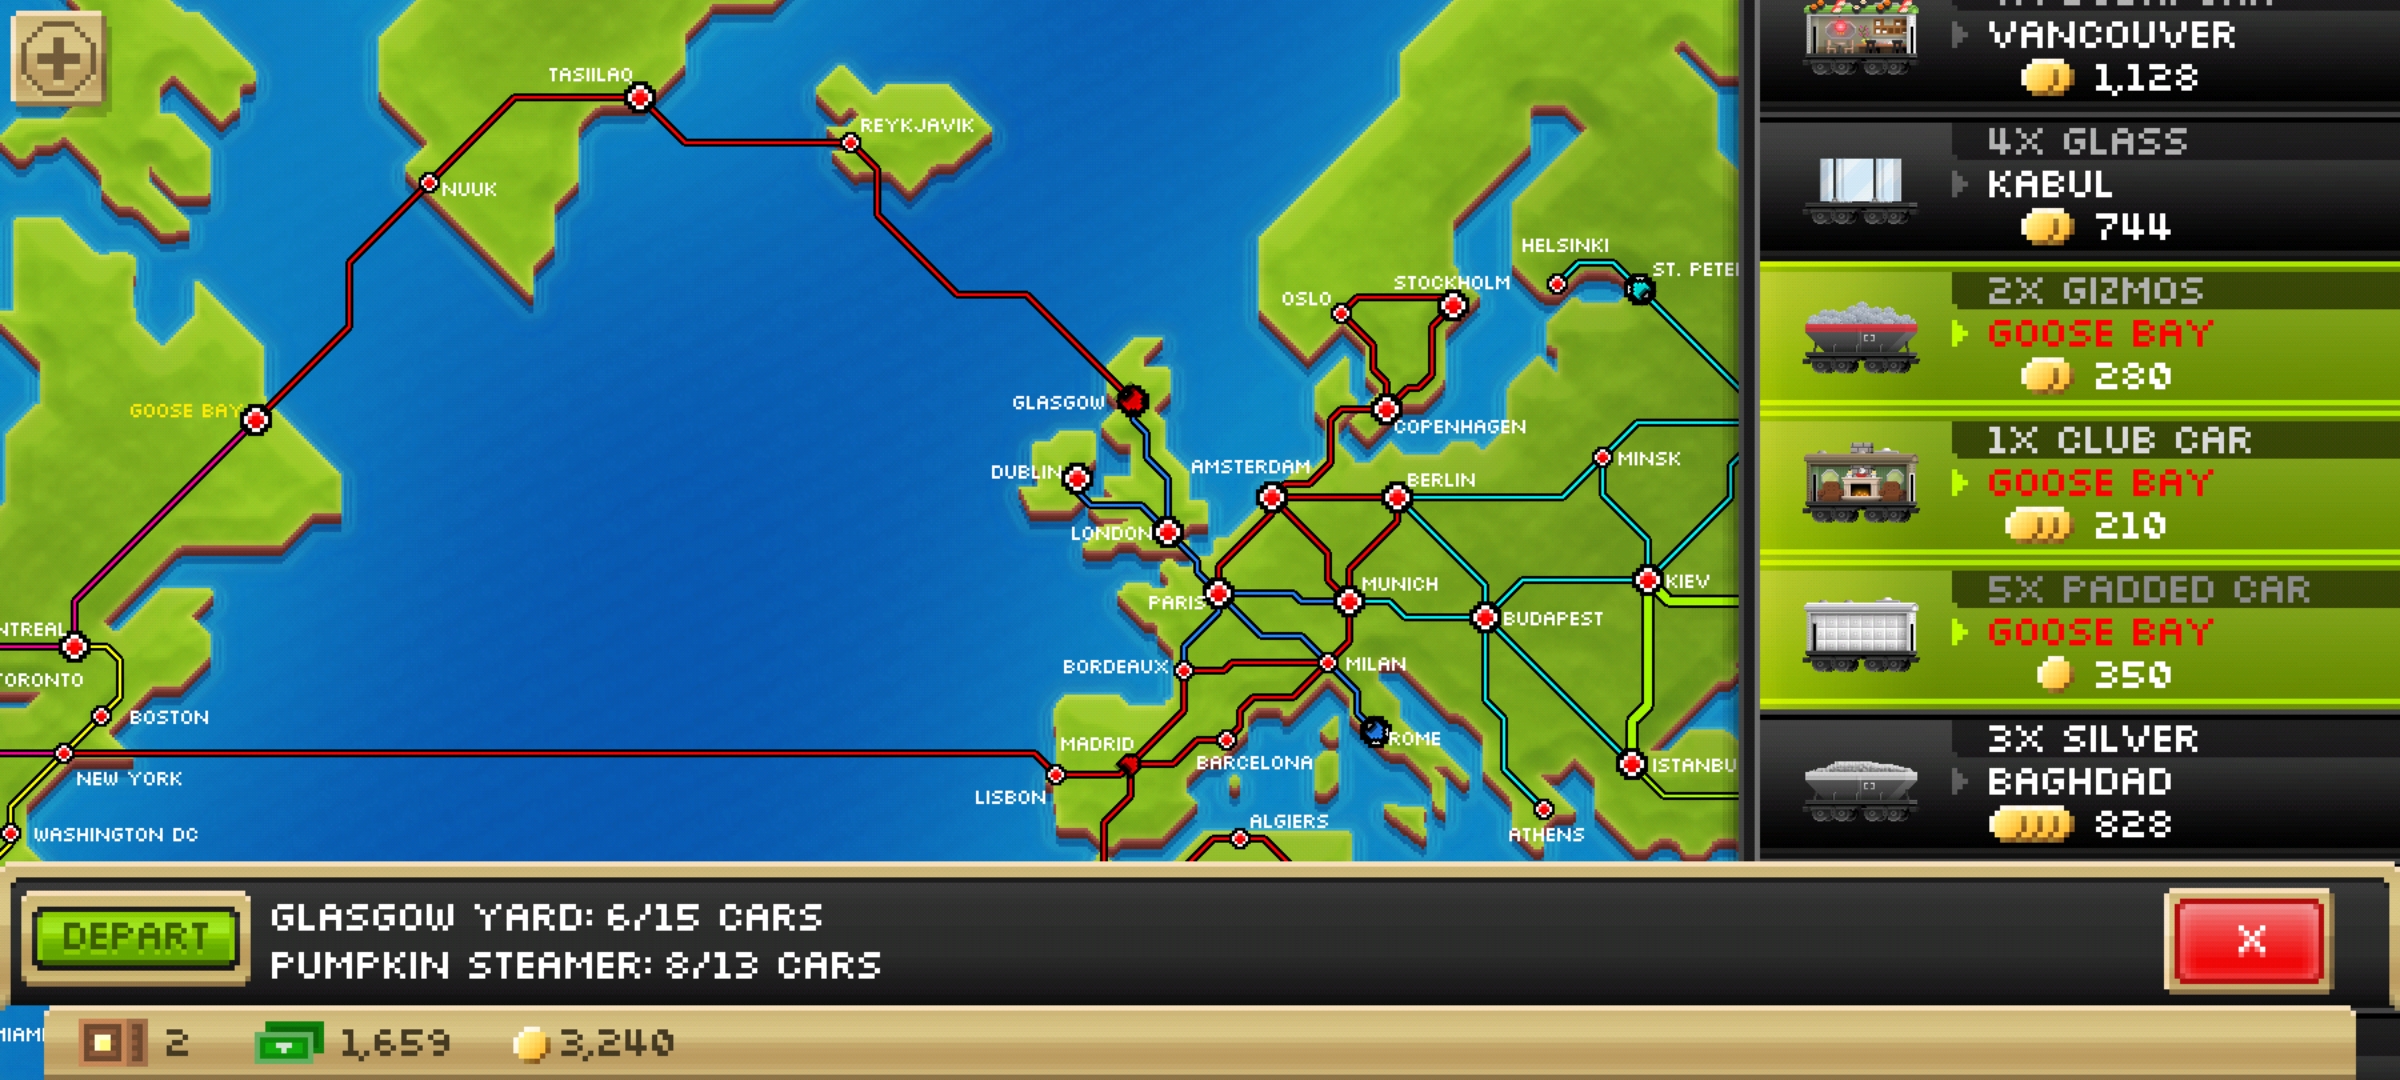 TASIILAQ
REYKJAVIK
NUUK
HELSINKI
ST. PETE
STOCKHOLM
OSLO
GLASGOW
GOOSE BAY
COPENHAGEN
DUBLIN
AMSTERDAM
BERLIN
MINSK
LONDON
PARIS
MUNICH
KIEV
NTREAL
BUDAPEST
BORDEAUX
MILAN
TORONTO
BOSTON
MADRID
ROME
NEW YORK
BARCELONA
ISTANBU
LISBON
WASHINGTON DC
ALGIERS
ATHENS
MIAMI
VANCOUVER
1,128
4X GLASS
KABUL
744
2X GIZMOS
GOOSE BAY
280
1X CLUB CAR
GOOSE BAY
210
5X PADDED CAR
GOOSE BAY
350
3X SILVER
BAGHDAD
828
DEPART
GLASGOW YARD: 6/15 CARS
PUMPKIN STEAMER: 8/13 CARS
X
2
1,659
3,240